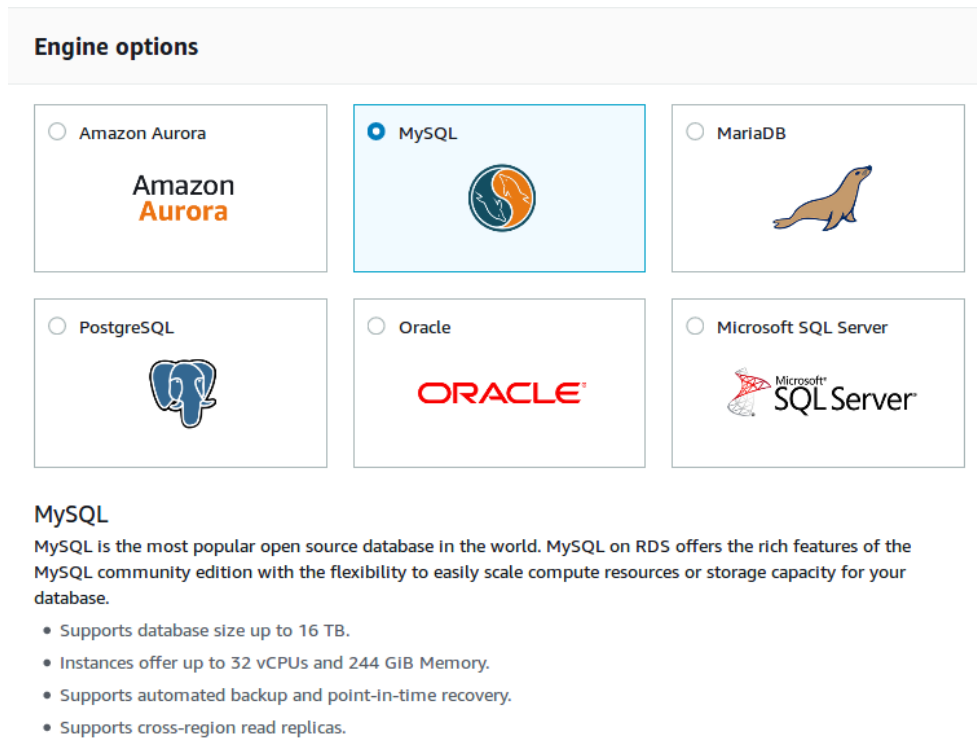 Engine options
Amazon Aurora
MySQL
MariaDB
Amazon
Aurora
PostgreSQL
Oracle
Microsoft SQL Server
ORACLE
Microsoft®
SQL Server
MySQL
MySQL is the most popular open source database in the world. MySQL on RDS offers the rich features of the
MySQL community edition with the flexibility to easily scale compute resources or storage capacity for your
database.
• Supports database size up to 16 TB.
• Instances offer up to 32 vCPUs and 244 GiB Memory.
• Supports automated backup and point-in-time recovery.
• Supports cross-region read replicas.